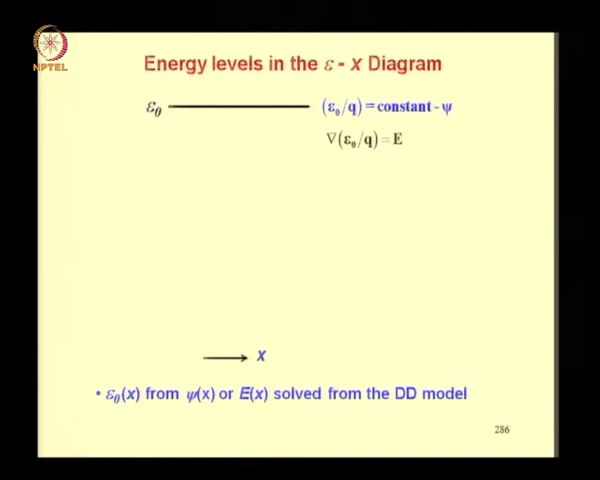 NPTEL
Energy levels in the ε - x Diagram
ε₀ (ε₀/q) = constant - ψ
∇(ε₀/q) = E
x
• ε₀(x) from ψ(x) or E(x) solved from the DD model
286